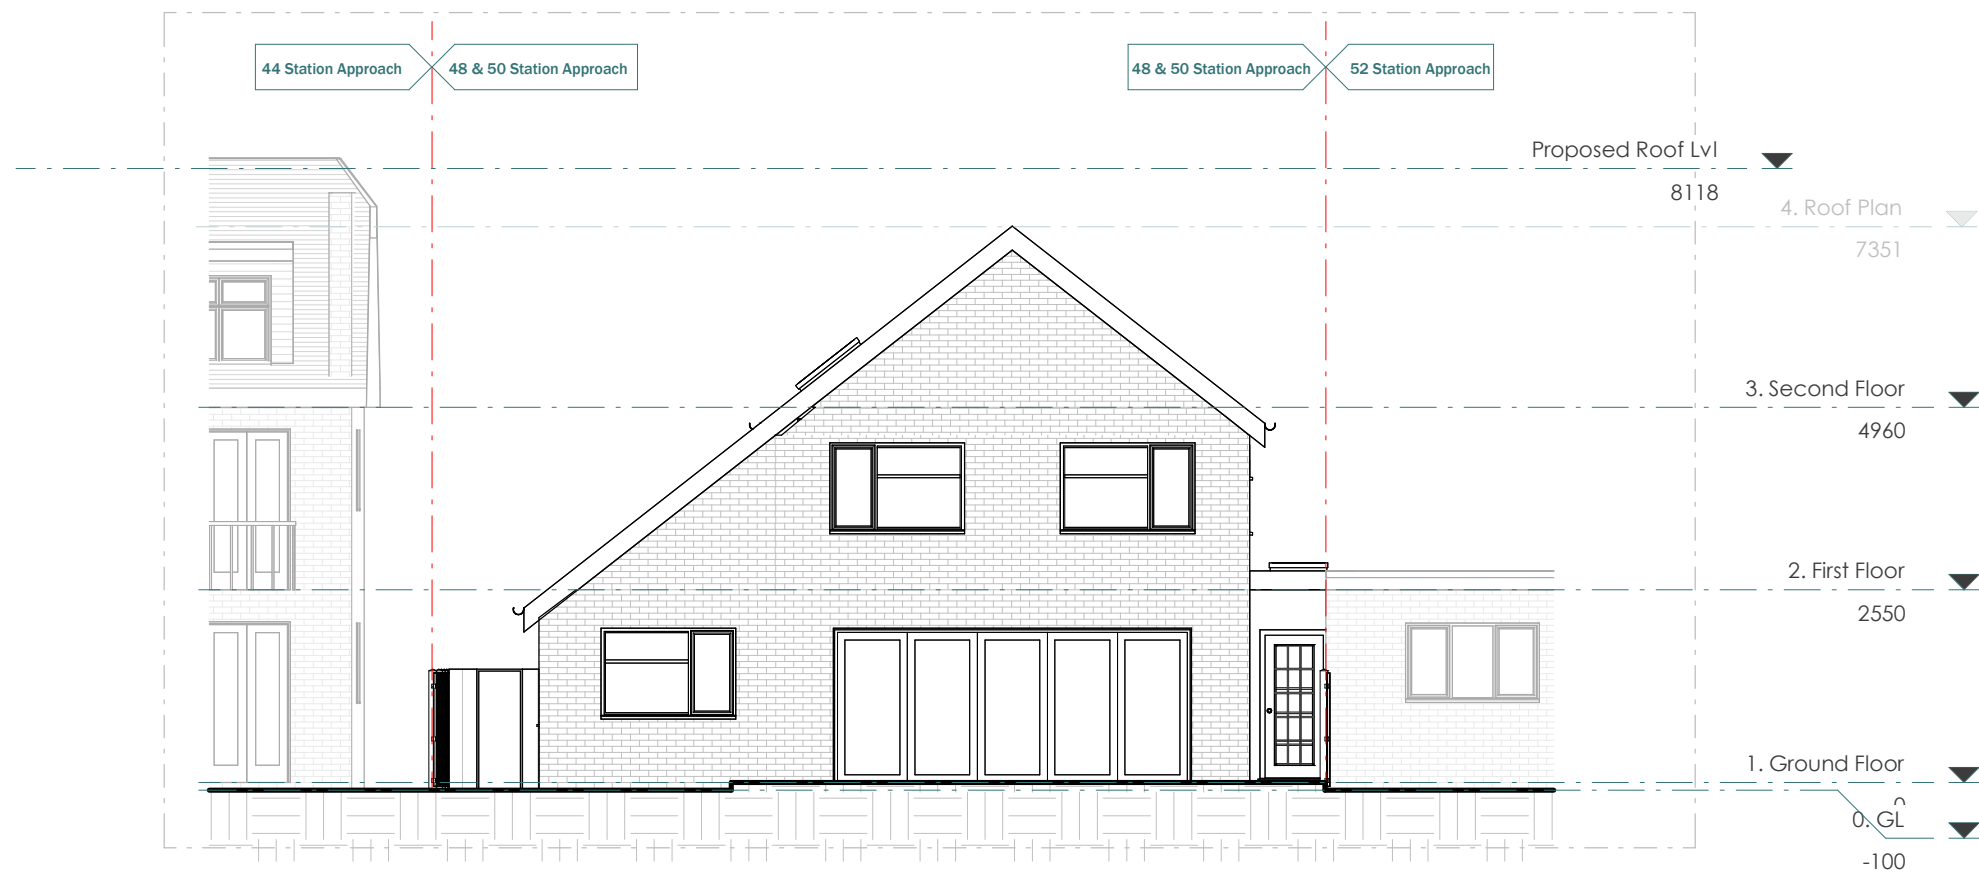 44 Station Approach
48 & 50 Station Approach
48 & 50 Station Approach
52 Station Approach
Proposed Roof Lvl
8118
4. Roof Plan
7351
3. Second Floor
4960
2. First Floor
2550
1. Ground Floor
0
0. GL
-100